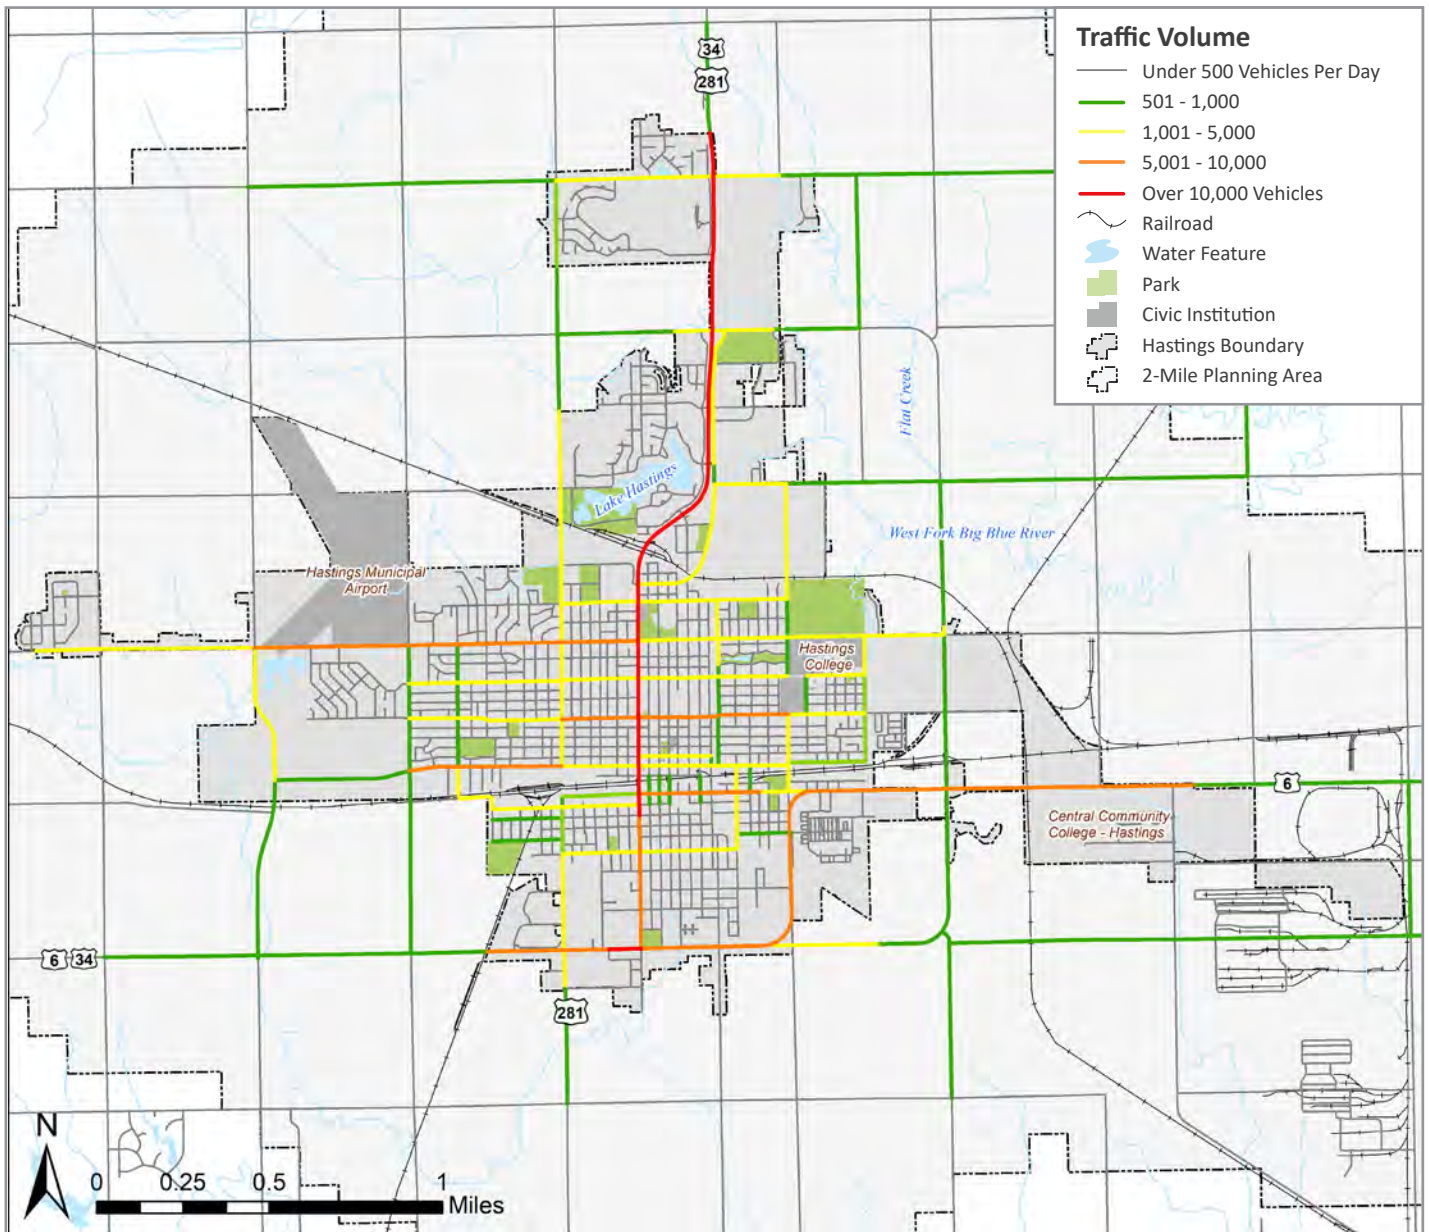 Traffic Volume
Under 500 Vehicles Per Day
501 - 1,000
1,001 - 5,000
5,001 - 10,000
Over 10,000 Vehicles
Railroad
Water Feature
Park
Civic Institution
Hastings Boundary
2-Mile Planning Area
34
281
Flat Creek
Lake Hastings
West Fork Big Blue River
Hastings Municipal
Airport
Hastings
College
6
Central Community
College - Hastings
6 34
281
N
0 0.25 0.5 1
Miles